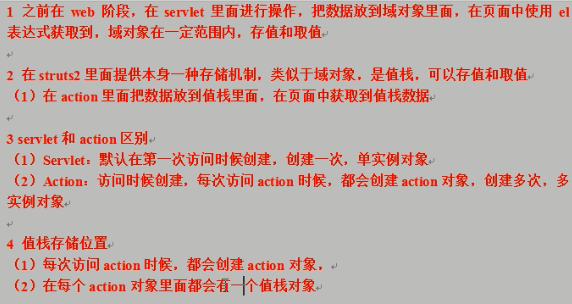 1 之前在 web 阶段，在 servlet 里面进行操作，把数据放到域对象里面，在页面中使用 el
表达式获取到，域对象在一定范围内，存值和取值
2 在 struts2 里面提供本身一种存储机制，类似于域对象，是值栈，可以存值和取值
（1）在 action 里面把数据放到值栈里面，在页面中获取到值栈数据
3 servlet 和 action 区别
（1）Servlet：默认在第一次访问时候创建，创建一次，单实例对象
（2）Action：访问时候创建，每次访问 action 时候，都会创建 action 对象，创建多次，多
实例对象
4 值栈存储位置
（1）每次访问 action 时候，都会创建 action 对象，
（2）在每个 action 对象里面都会有一个值栈对象